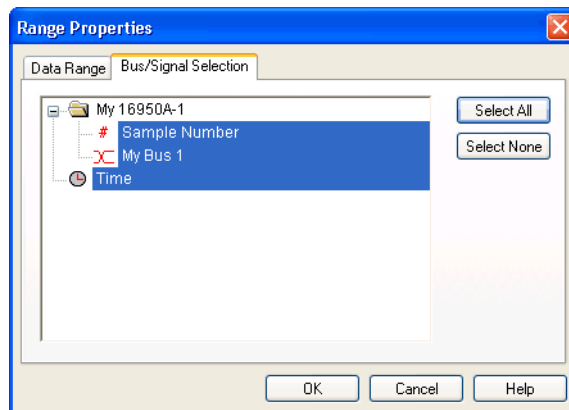 Range Properties
Data Range Bus/Signal Selection
My 16950A-1
# Sample Number
My Bus 1
Time
Select All
Select None
OK Cancel Help